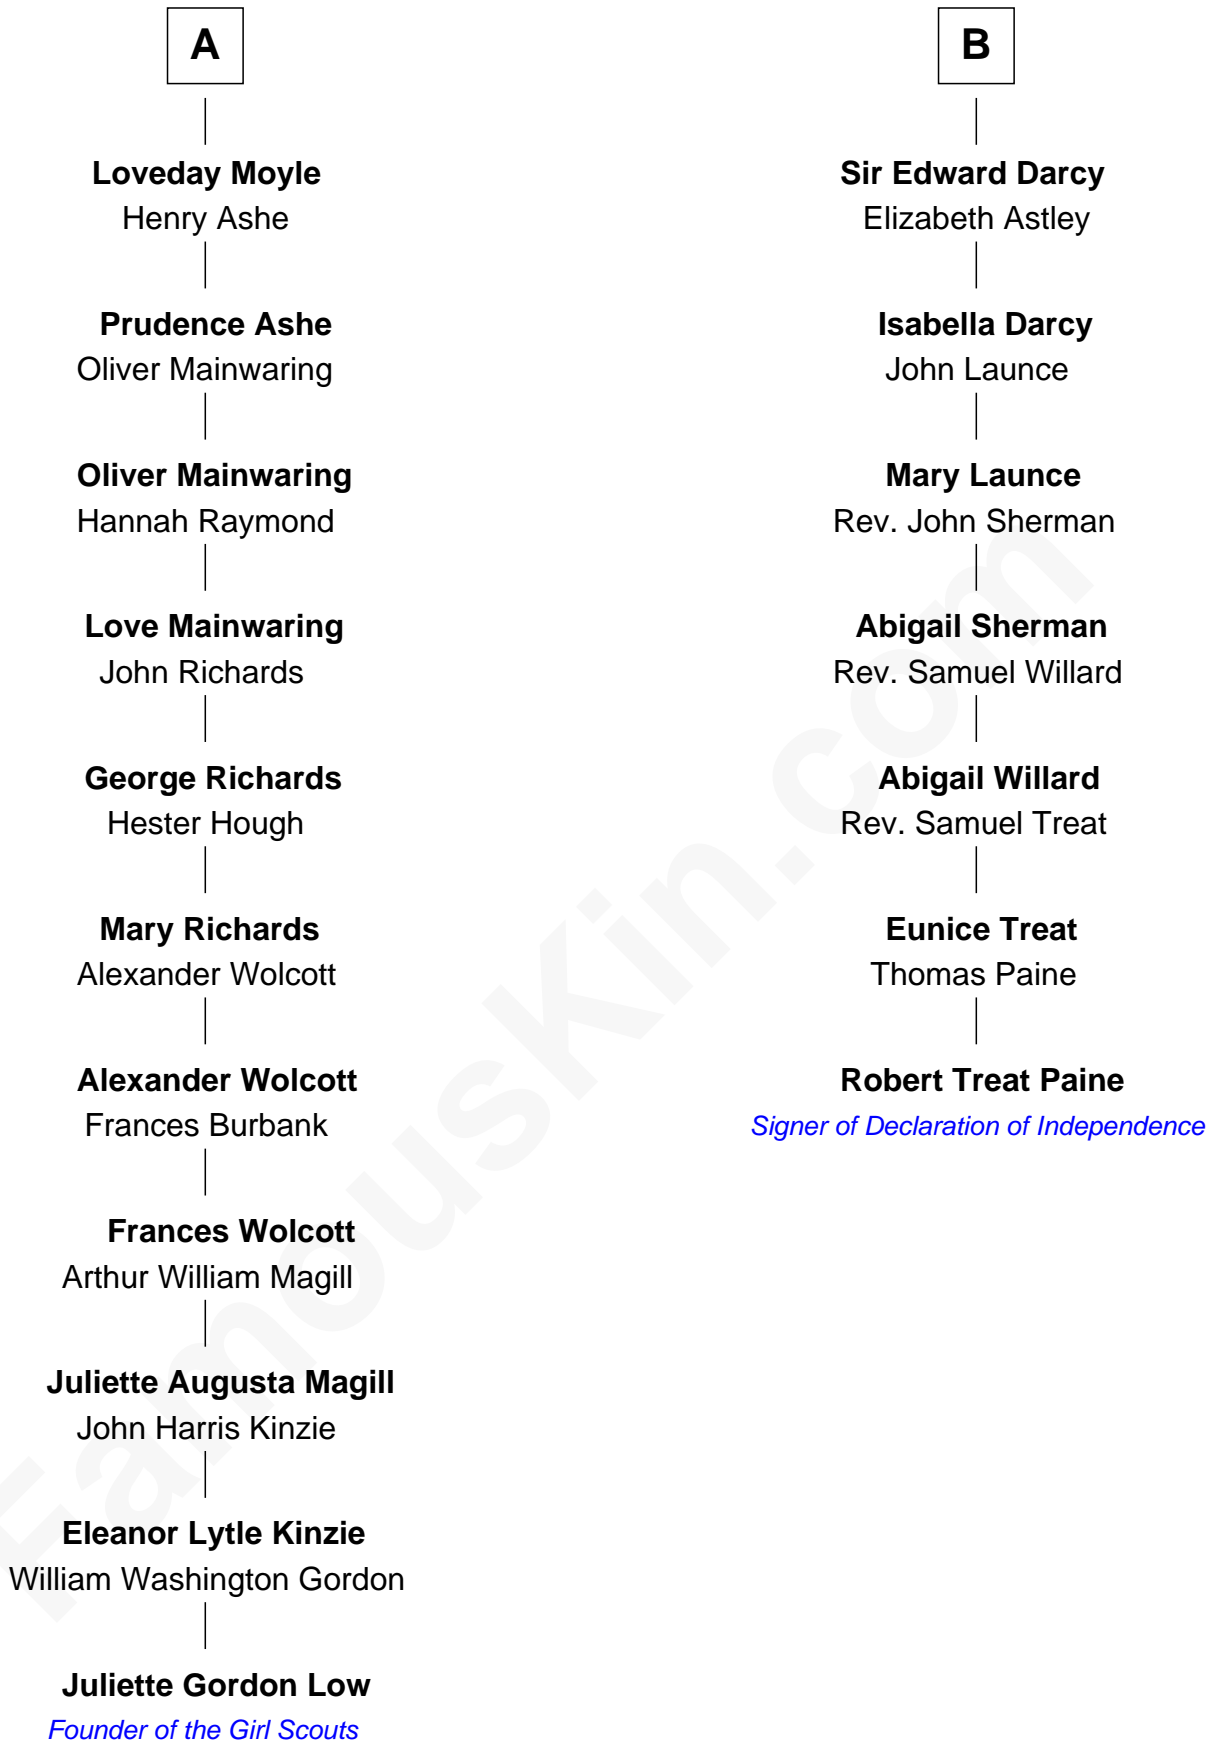 A
Loveday Moyle
Henry Ashe
Prudence Ashe
Oliver Mainwaring
Oliver Mainwaring
Hannah Raymond
Love Mainwaring
John Richards
George Richards
Hester Hough
Mary Richards
Alexander Wolcott
Alexander Wolcott
Frances Burbank
Frances Wolcott
Arthur William Magill
Juliette Augusta Magill
John Harris Kinzie
Eleanor Lytle Kinzie
William Washington Gordon
Juliette Gordon Low
Founder of the Girl Scouts
B
Sir Edward Darcy
Elizabeth Astley
Isabella Darcy
John Launce
Mary Launce
Rev. John Sherman
Abigail Sherman
Rev. Samuel Willard
Abigail Willard
Rev. Samuel Treat
Eunice Treat
Thomas Paine
Robert Treat Paine
Signer of Declaration of Independence
FamousKin.com